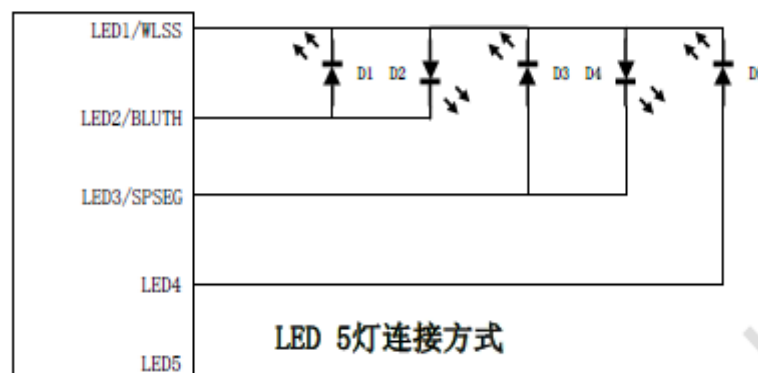 LED1/WLSS
D1 D2 D3 D4
LED2/BLUTH
LED3/SPSEG
LED4
LED 5灯连接方式
LED5